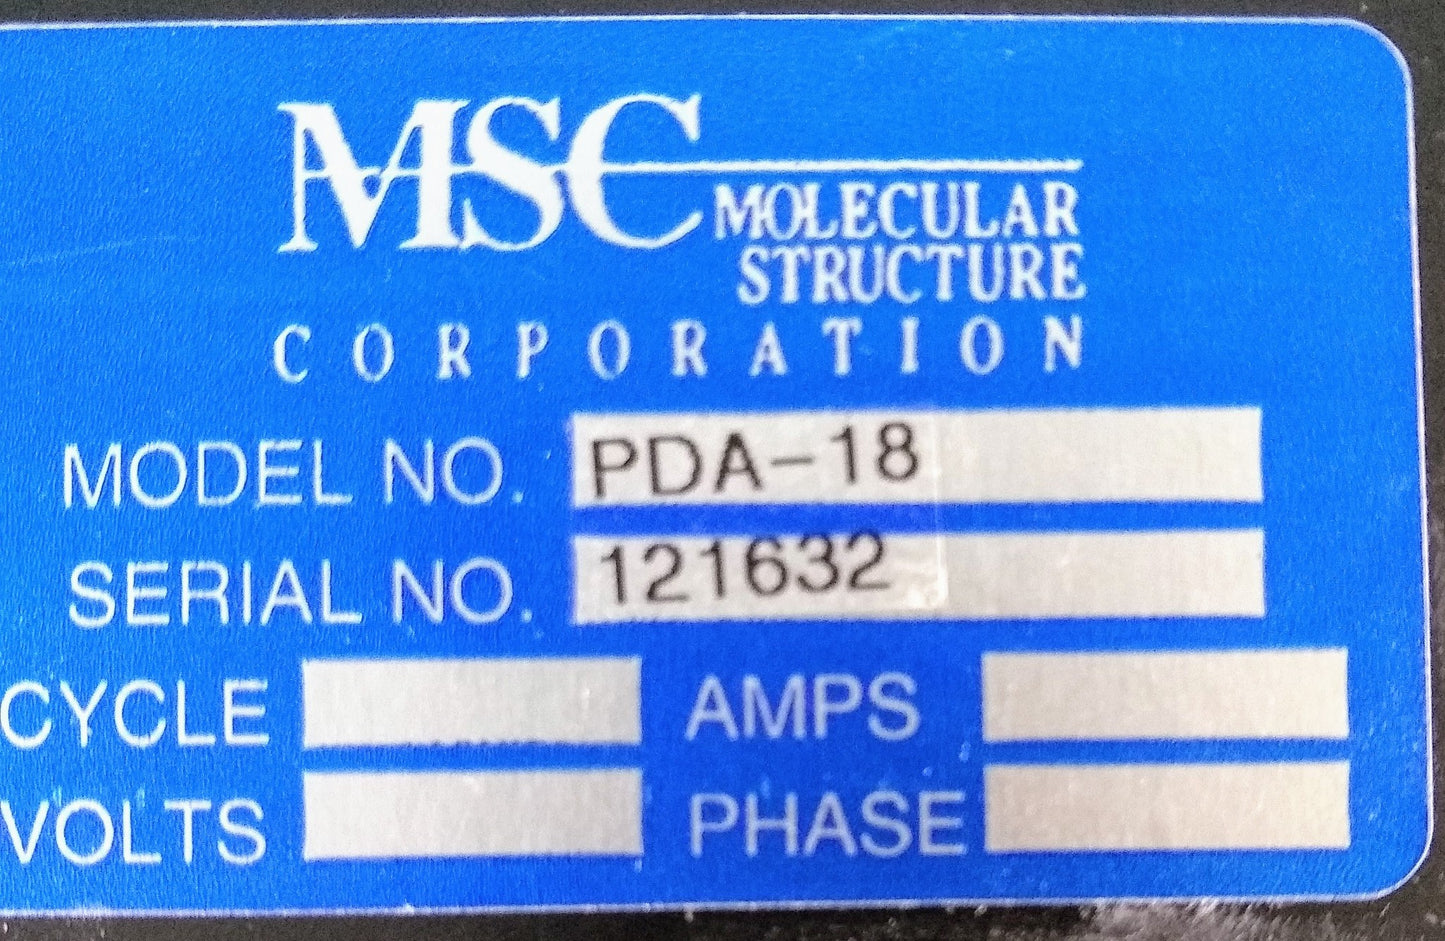 MSC MOLECULAR
STRUCTURE
CORPORATION
MODEL NO. PDA-18
SERIAL NO. 121632
CYCLE AMPS
VOLTS PHASE